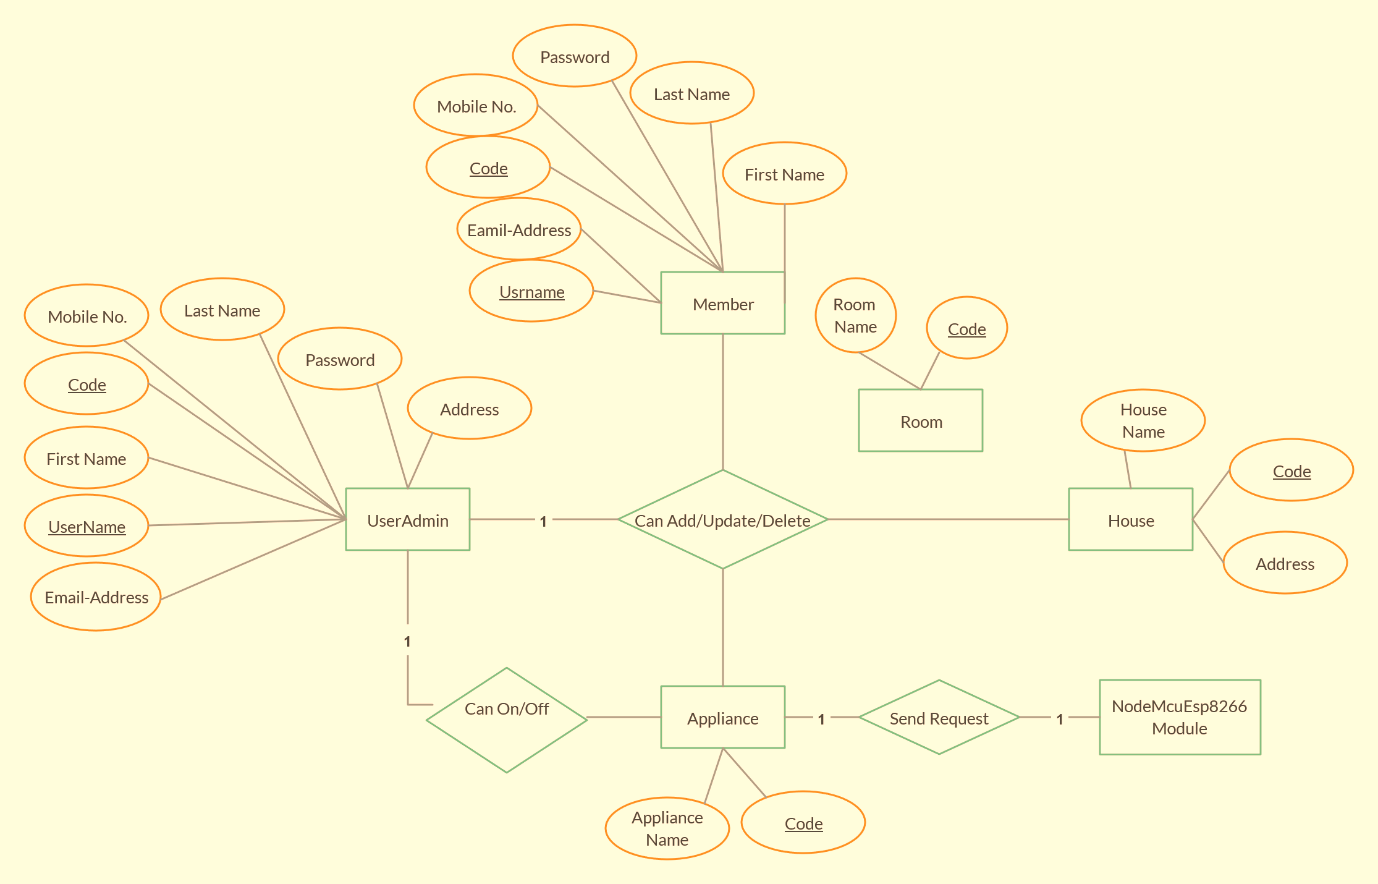 Password
Last Name
Mobile No.
Code
First Name
Eamil-Address
Usrname
Member
Room
Name
Code
Room
Mobile No.
Last Name
Password
Code
Address
First Name
UserName
Email-Address
UserAdmin
1
Can Add/Update/Delete
House
Name
Code
House
Address
1
Can On/Off
Appliance
1
Send Request
1
NodeMcuEsp8266
Module
Appliance
Name
Code